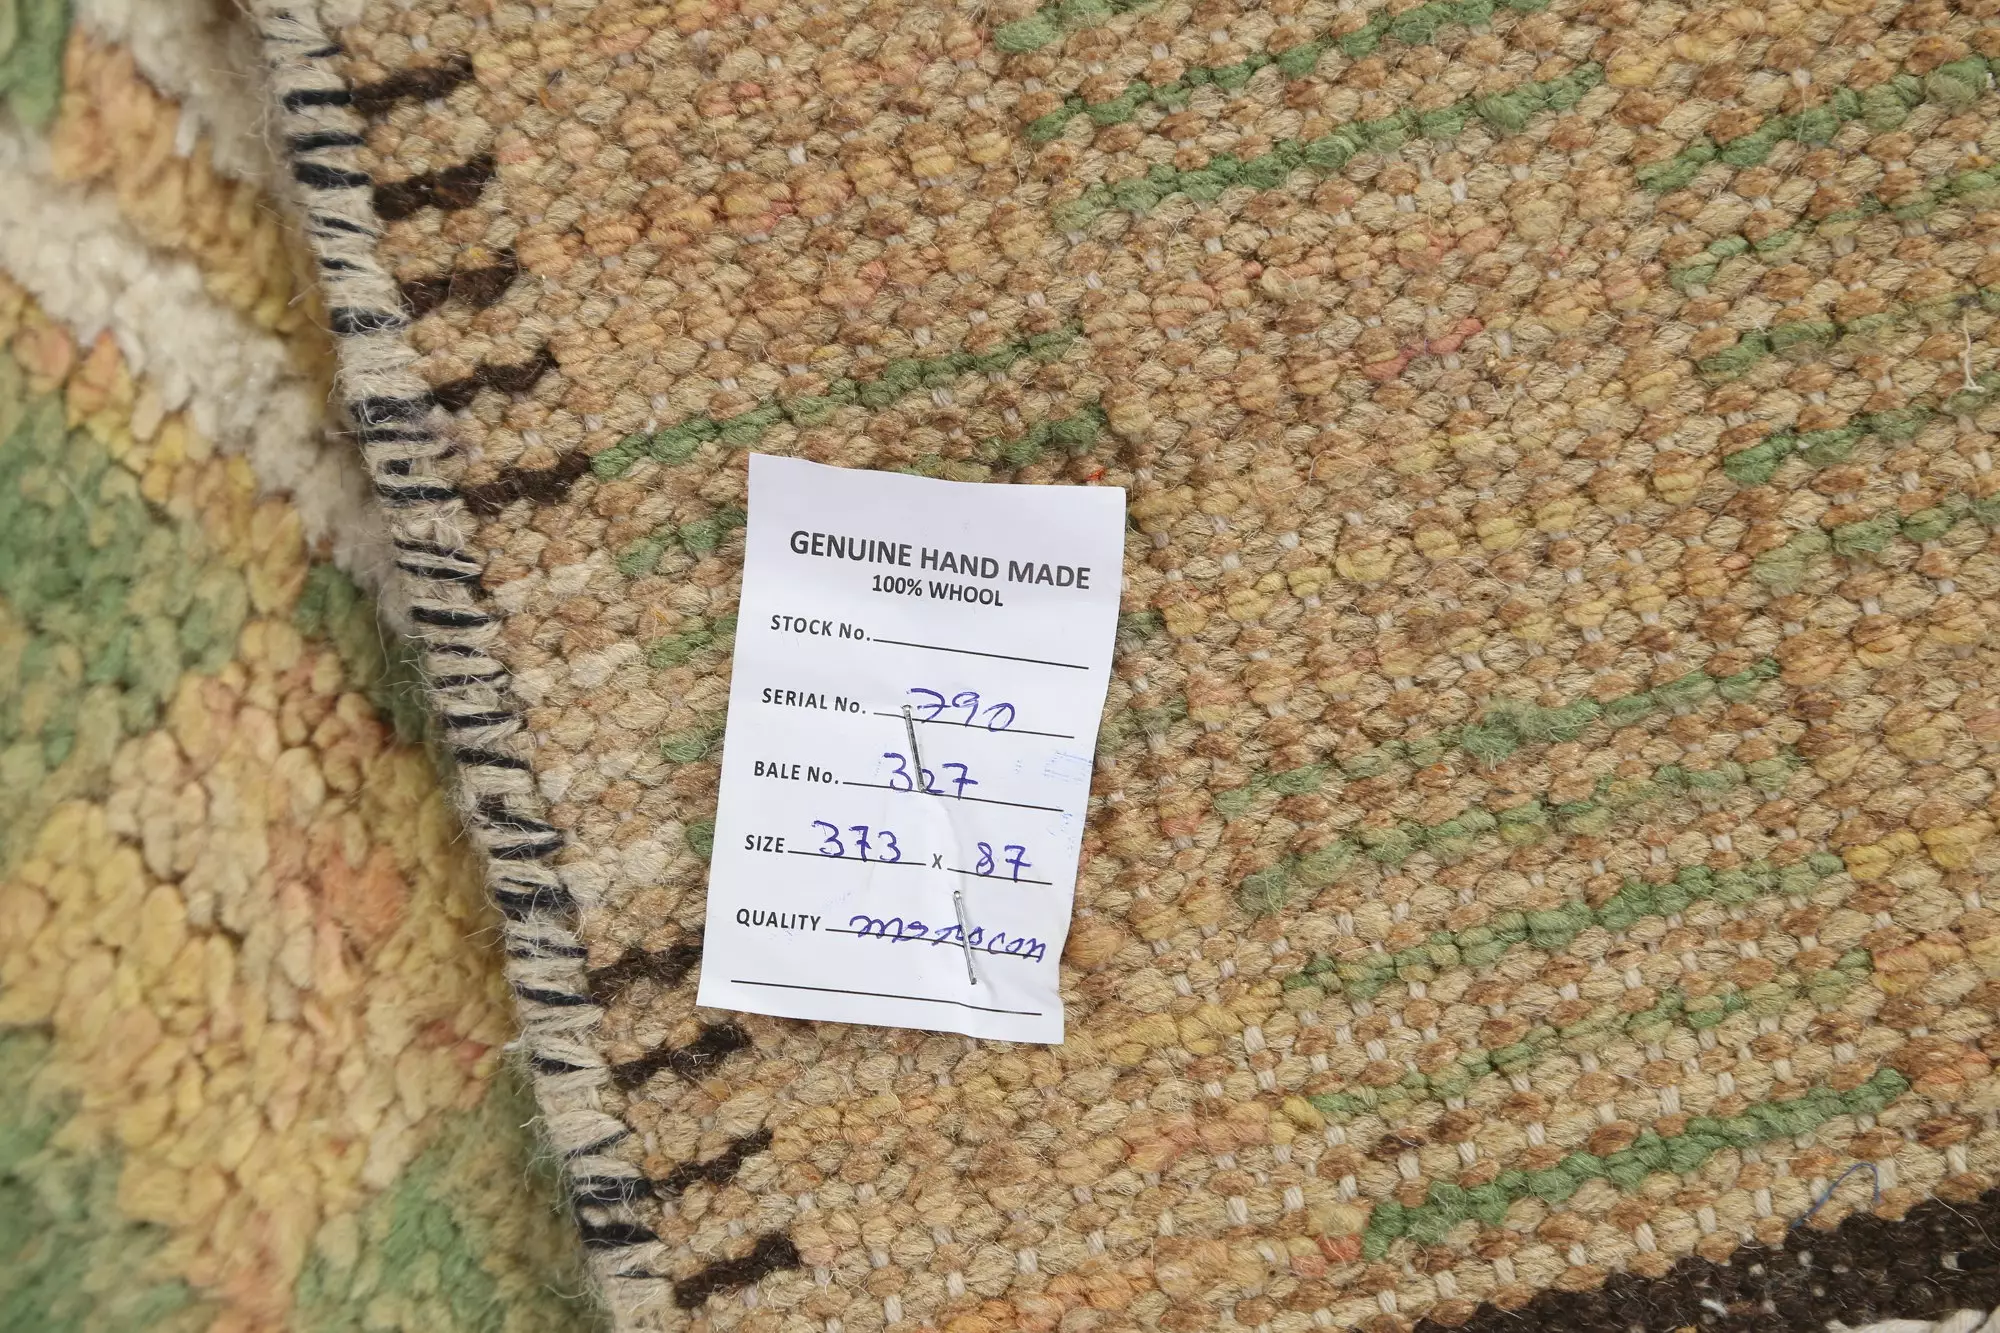 GENUINE HAND MADE
100% WHOOL
STOCK No.
SERIAL No. 790
BALE No. 327
SIZE 373 x 87
QUALITY morocon